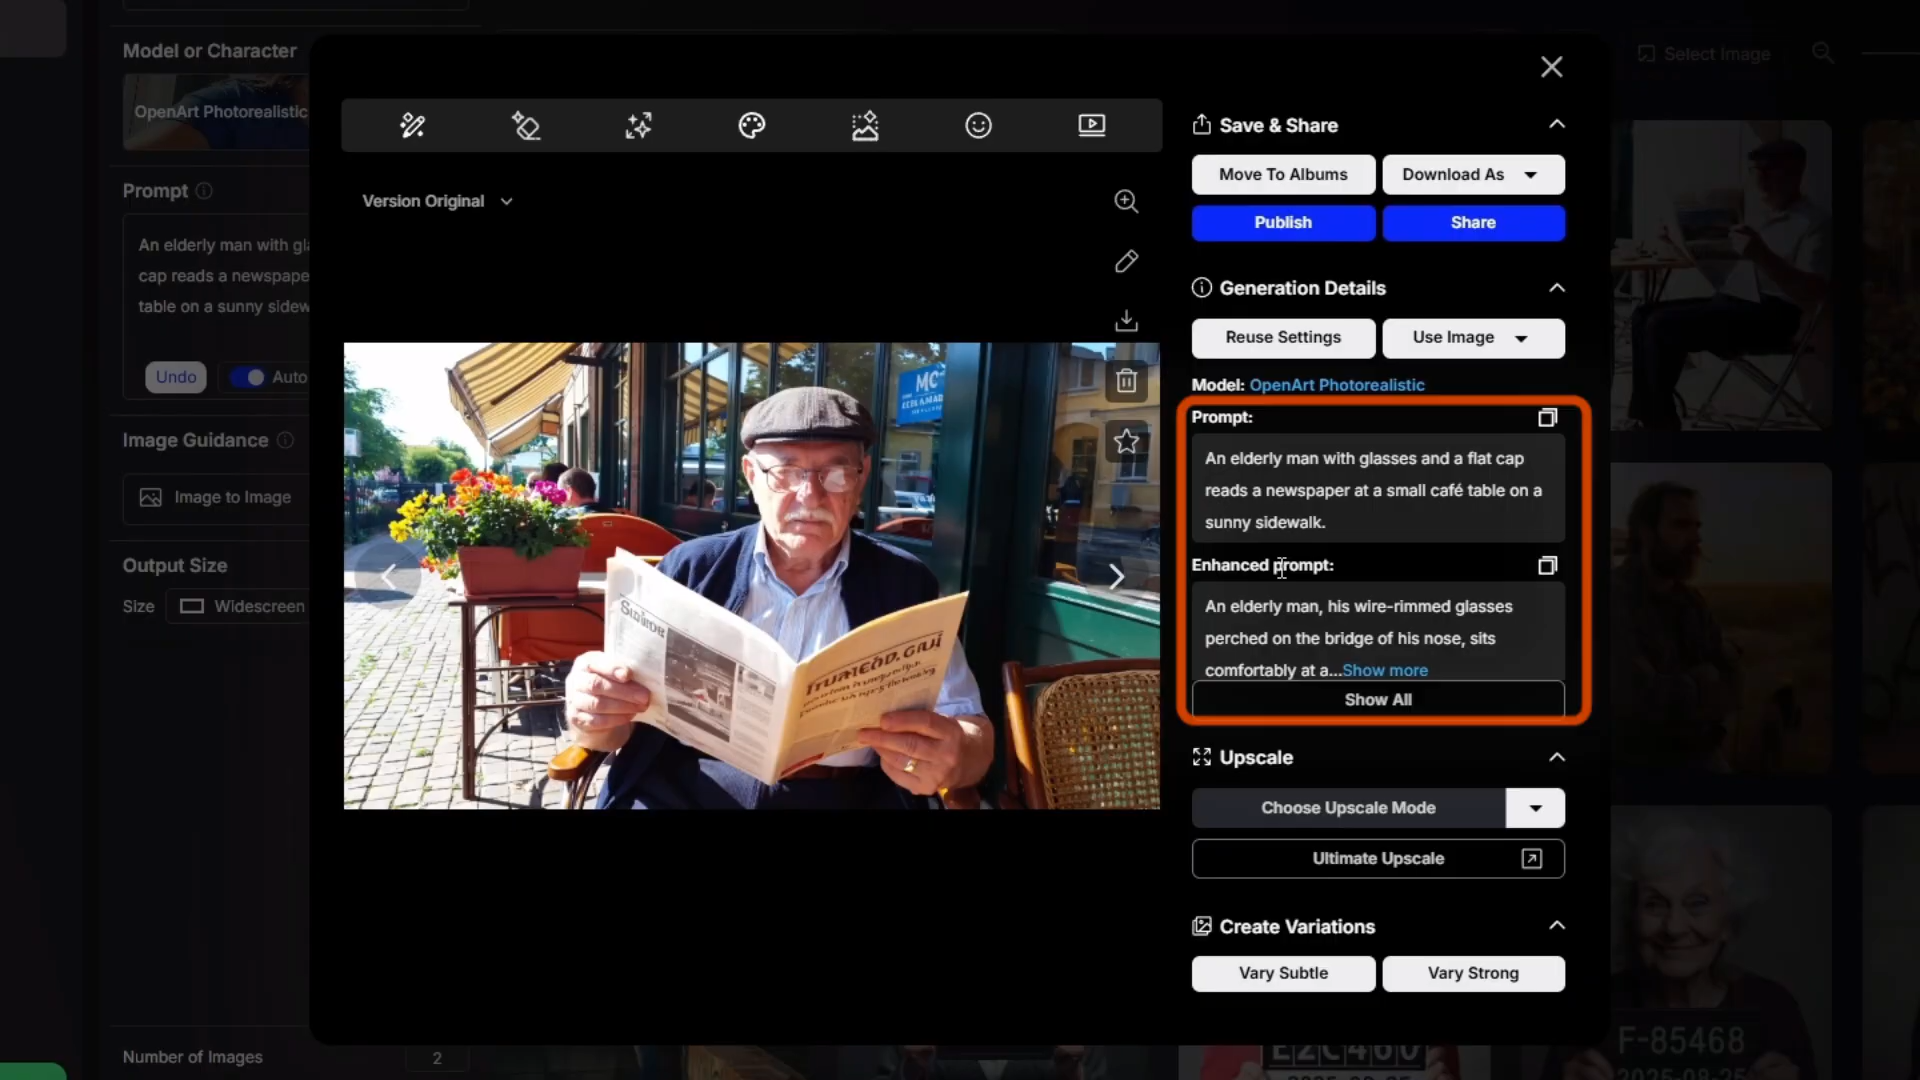 Model or Character
OpenArt Photorealistic
Prompt
An elderly man with gla
cap reads a newspape
table on a sunny sidew
Undo
Auto
Image Guidance
Image to Image
Output Size
Size
Widescreen
Number of Images
2
Version Original
Select Image
Save & Share
Move To Albums
Download As
Publish
Share
Generation Details
Reuse Settings
Use Image
Model: OpenArt Photorealistic
Prompt:
An elderly man with glasses and a flat cap
reads a newspaper at a small café table on a
sunny sidewalk.
Enhanced prompt:
An elderly man, his wire-rimmed glasses
perched on the bridge of his nose, sits
comfortably at a...Show more
Show All
Upscale
Choose Upscale Mode
Ultimate Upscale
Create Variations
Vary Subtle
Vary Strong
MC
F-85468